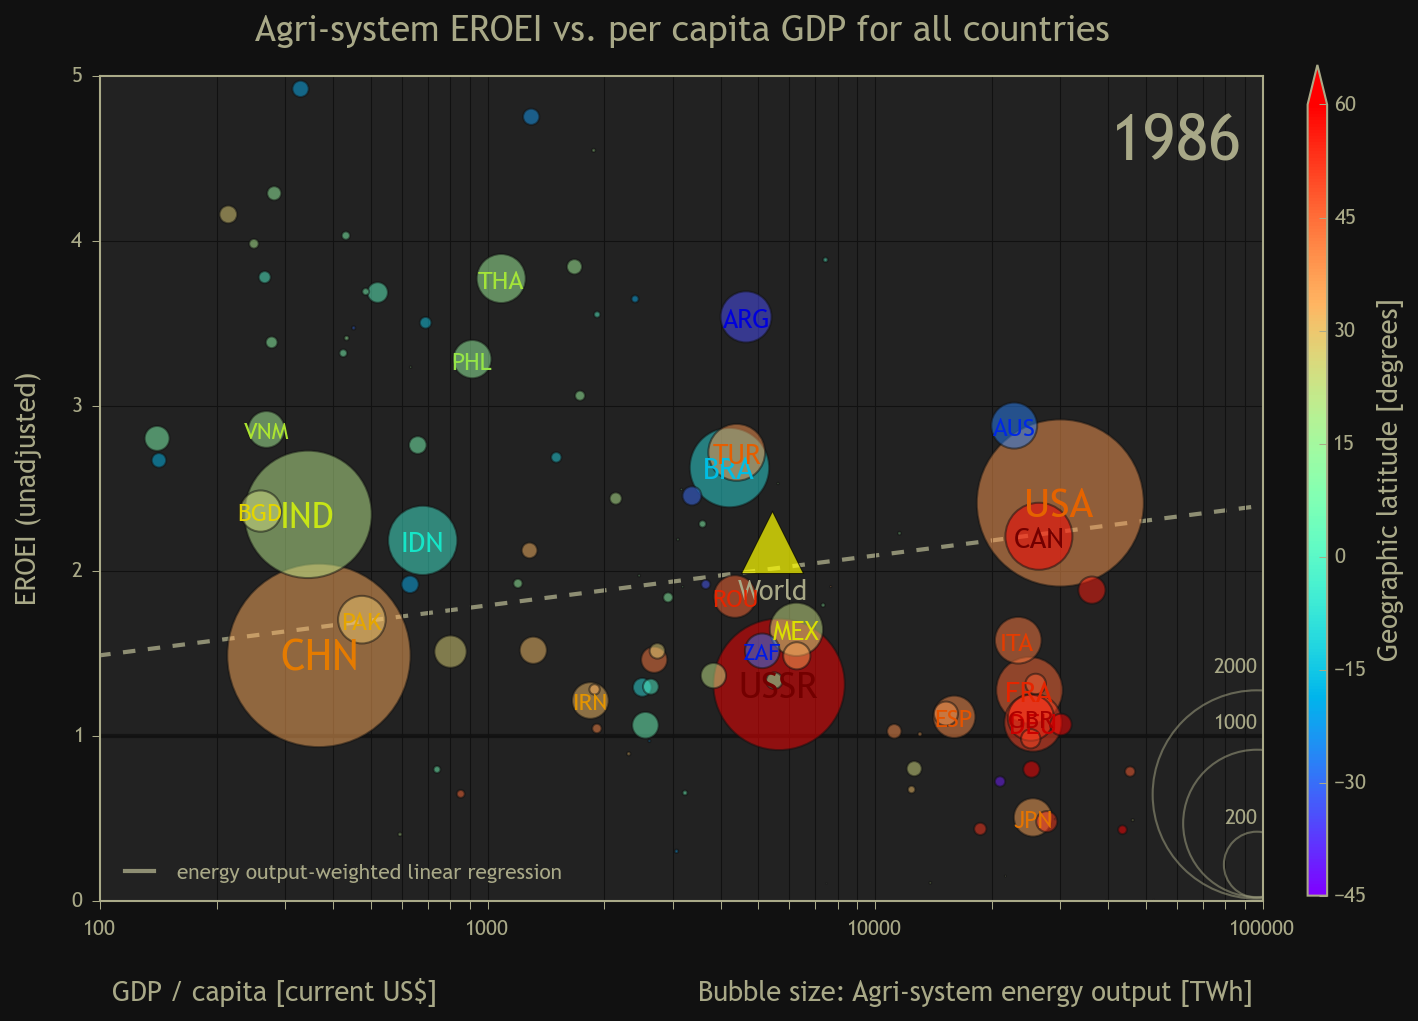 Agri-system EROEI vs. per capita GDP for all countries
1986
EROEI (unadjusted)
5
4
3
2
1
0
THA
ARG
PHL
VNM
AUS
TUR
BRA
BGD
IND
IDN
USA
CAN
World
ROU
PAK
CHN
MEX
ZAF
USSR
ITA
IRN
FRA
ESP
GBR
JPN
2000
1000
200
energy output-weighted linear regression
100
1000
10000
100000
GDP / capita [current US$]
Bubble size: Agri-system energy output [TWh]
60
45
30
15
0
−15
−30
−45
Geographic latitude [degrees]